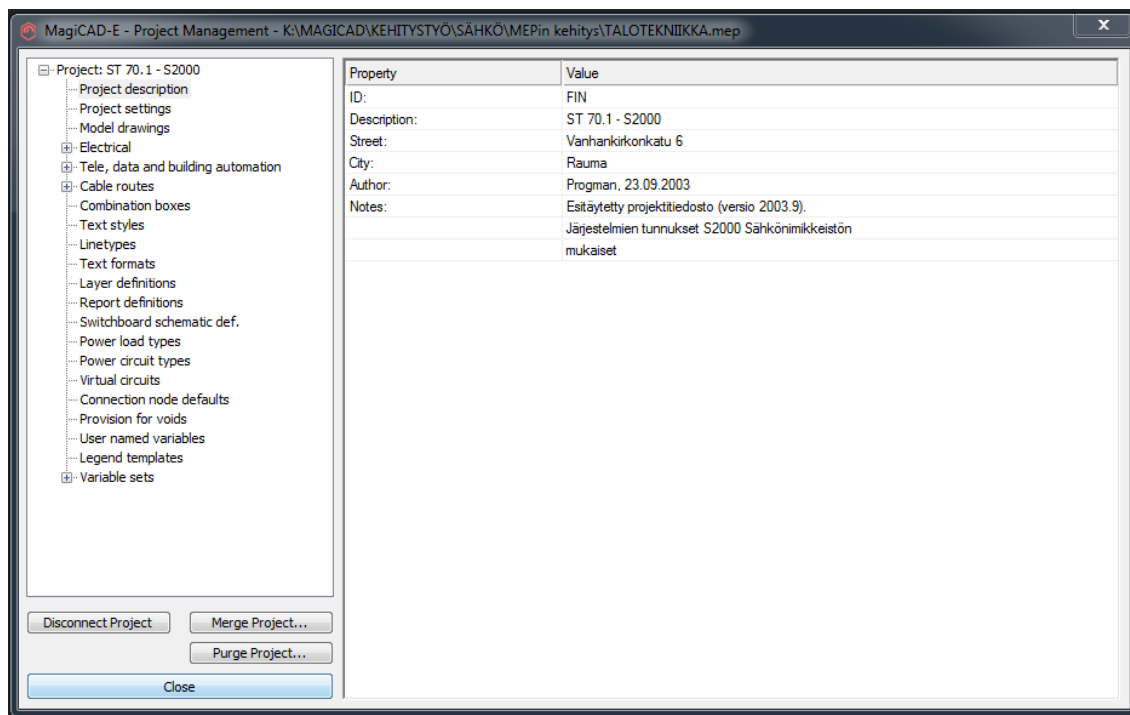 MagiCAD-E - Project Management - K:\MAGICAD\KEHITYSTYÖ\SÄHKÖ\MEPin kehitys\TALOTEKNIIKKA.mep
X
Project: ST 70.1 - S2000
Project description
Project settings
Model drawings
Electrical
Tele, data and building automation
Cable routes
Combination boxes
Text styles
Linetypes
Text formats
Layer definitions
Report definitions
Switchboard schematic def.
Power load types
Power circuit types
Virtual circuits
Connection node defaults
Provision for voids
User named variables
Legend templates
Variable sets
Disconnect Project Merge Project...
Purge Project...
Close
Property Value
ID: FIN
Description: ST 70.1 - S2000
Street: Vanhankirkonkatu 6
City: Rauma
Author: Progman, 23.09.2003
Notes: Esitäytetty projektitiedosto (versio 2003.9).
Järjestelmien tunnukset S2000 Sähkönimikkeistön
mukaiset